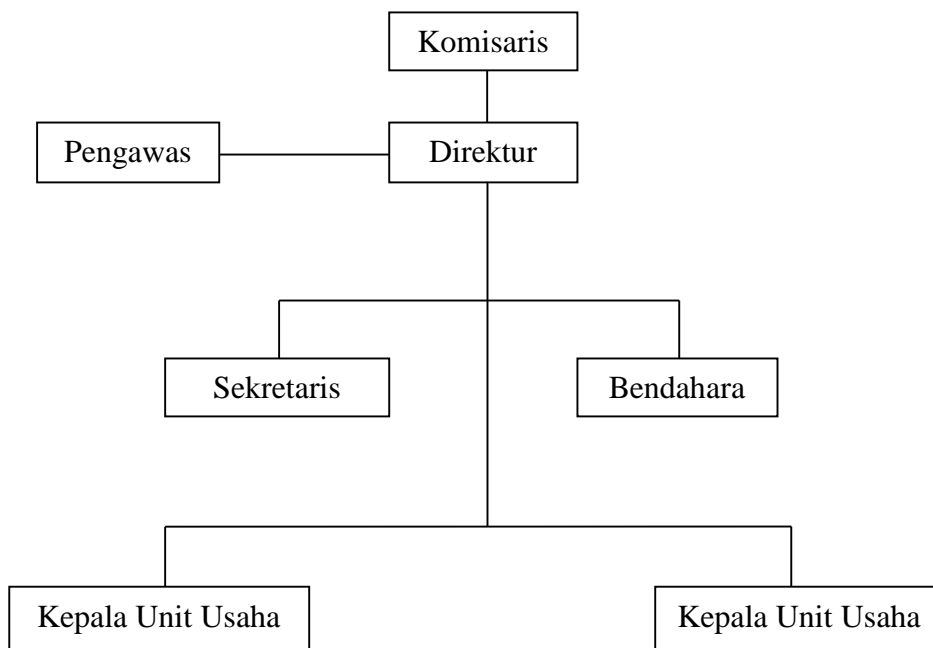 Komisaris
Pengawas
Direktur
Sekretaris
Bendahara
Kepala Unit Usaha
Kepala Unit Usaha